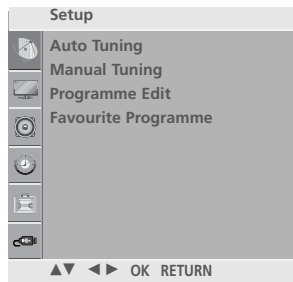 Setup
Auto Tuning
Manual Tuning
Programme Edit
Favourite Programme
▲▼ ◄► OK RETURN